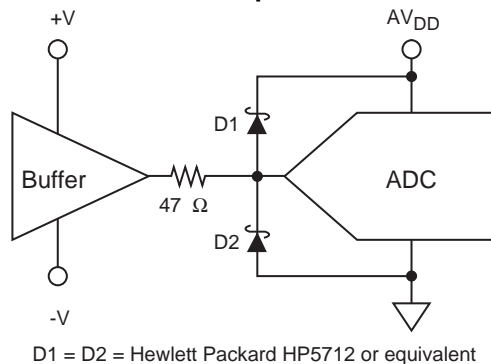 +V
AVDD
D1
Buffer
ADC
47 Ω
D2
-V
D1 = D2 = Hewlett Packard HP5712 or equivalent